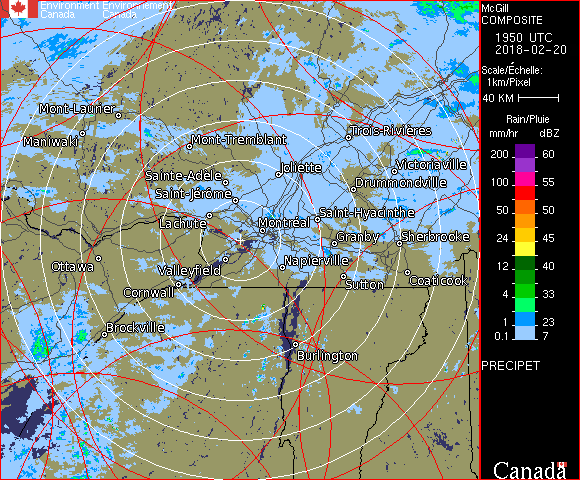 Environment Environnement
Canada Canada
McGill
COMPOSITE
1950 UTC
2018-02-20
Scale/Échelle:
1km/Pixel
40 KM
Rain/Pluie
mm/hr dBZ
200 60
100 55
50 50
24 45
12 40
4 33
1 23
0.1 7
PRECIPET
Canada
Mont-Laurier
Maniwaki
Mont-Tremblant
Trois-Rivières
Joliette
Victoriaville
Sainte-Adèle
Drummondville
Saint-Jérôme
Saint-Hyacinthe
Lachute
Montréal
Granby
Sherbrooke
Ottawa
Valleyfield
Napierville
Cornwall
Sutton
Coaticook
Brockville
Burlington